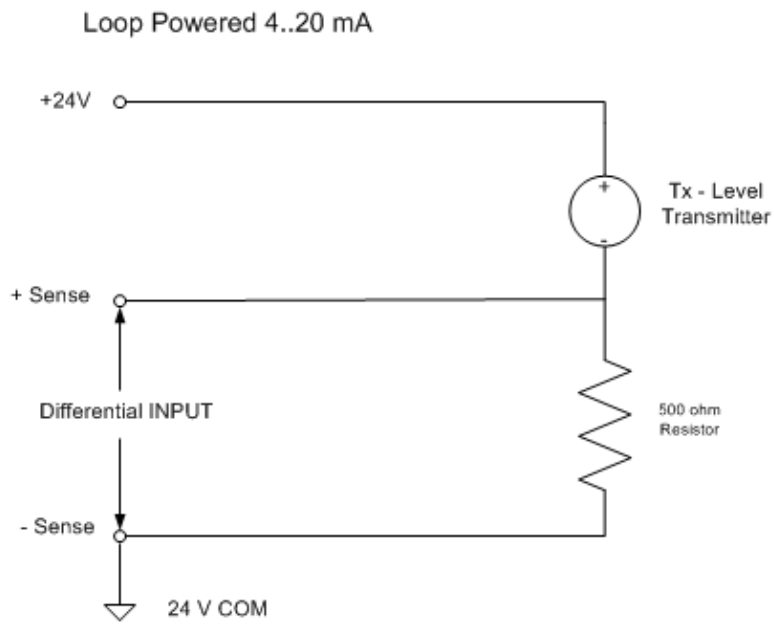 Loop Powered 4..20 mA
+24V
+
Tx - Level
Transmitter
-
+ Sense
Differential INPUT
500 ohm
Resistor
- Sense
24 V COM